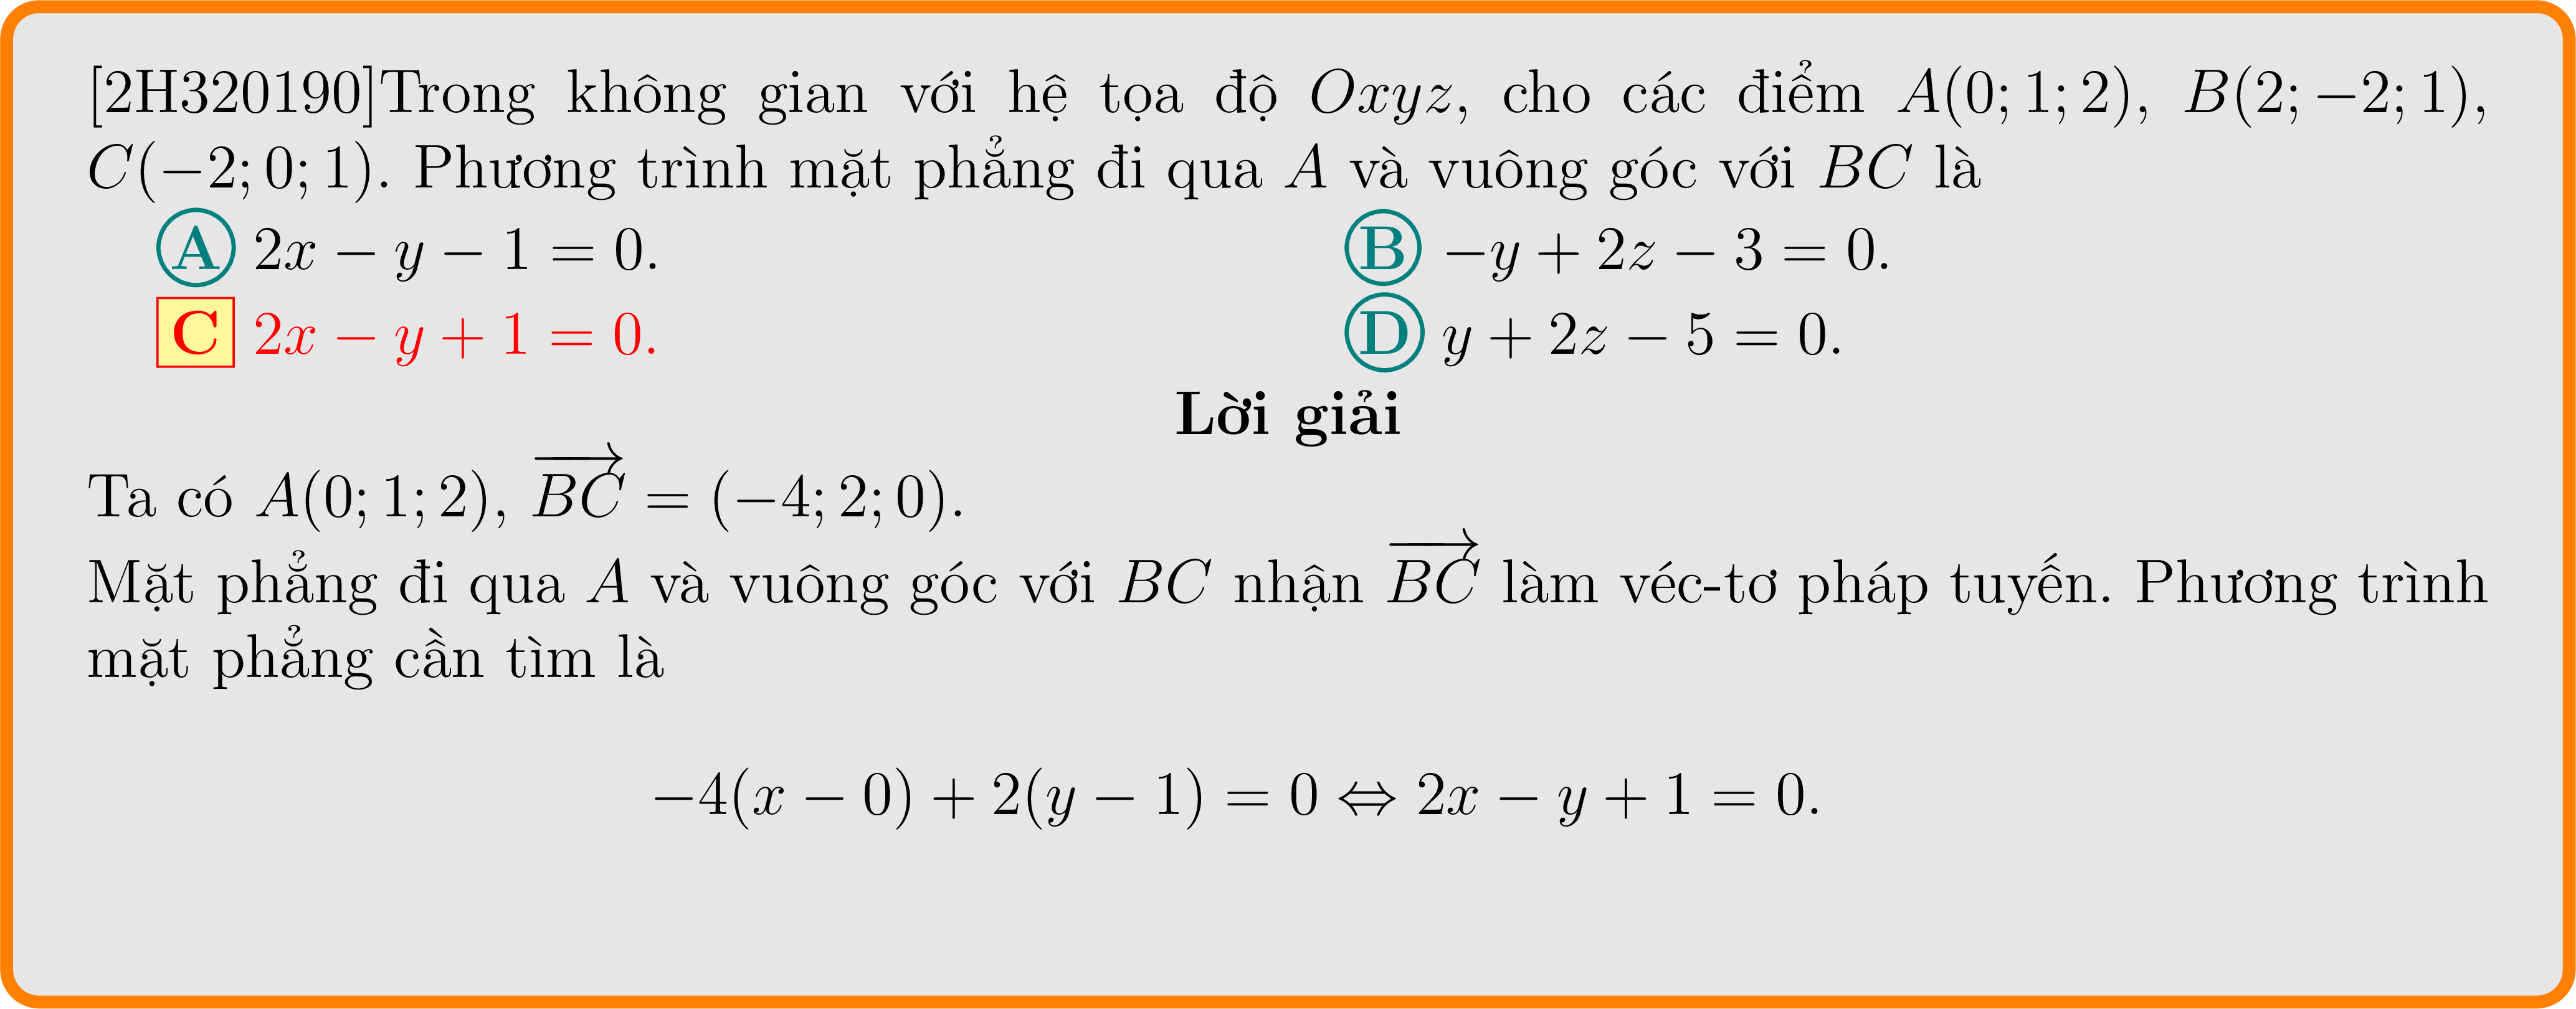 [2H320190]Trong không gian với hệ tọa độ Oxyz, cho các điểm A(0; 1; 2), B(2; −2; 1),
C(−2; 0; 1). Phương trình mặt phẳng đi qua A và vuông góc với BC là
A 2x − y − 1 = 0. B −y + 2z − 3 = 0.
C 2x − y + 1 = 0. D y + 2z − 5 = 0.
Lời giải
Ta có A(0; 1; 2), $\overrightarrow{BC}$ = (−4; 2; 0).
Mặt phẳng đi qua A và vuông góc với BC nhận $\overrightarrow{BC}$ làm véc-tơ pháp tuyến. Phương trình
mặt phẳng cần tìm là
−4(x − 0) + 2(y − 1) = 0 ⇔ 2x − y + 1 = 0.